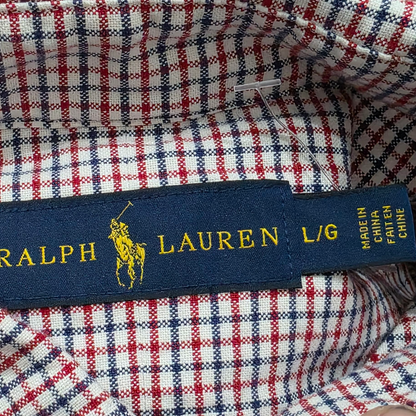 RALPH LAUREN
L/G
MADE IN
CHINA
FAIT EN
CHINE